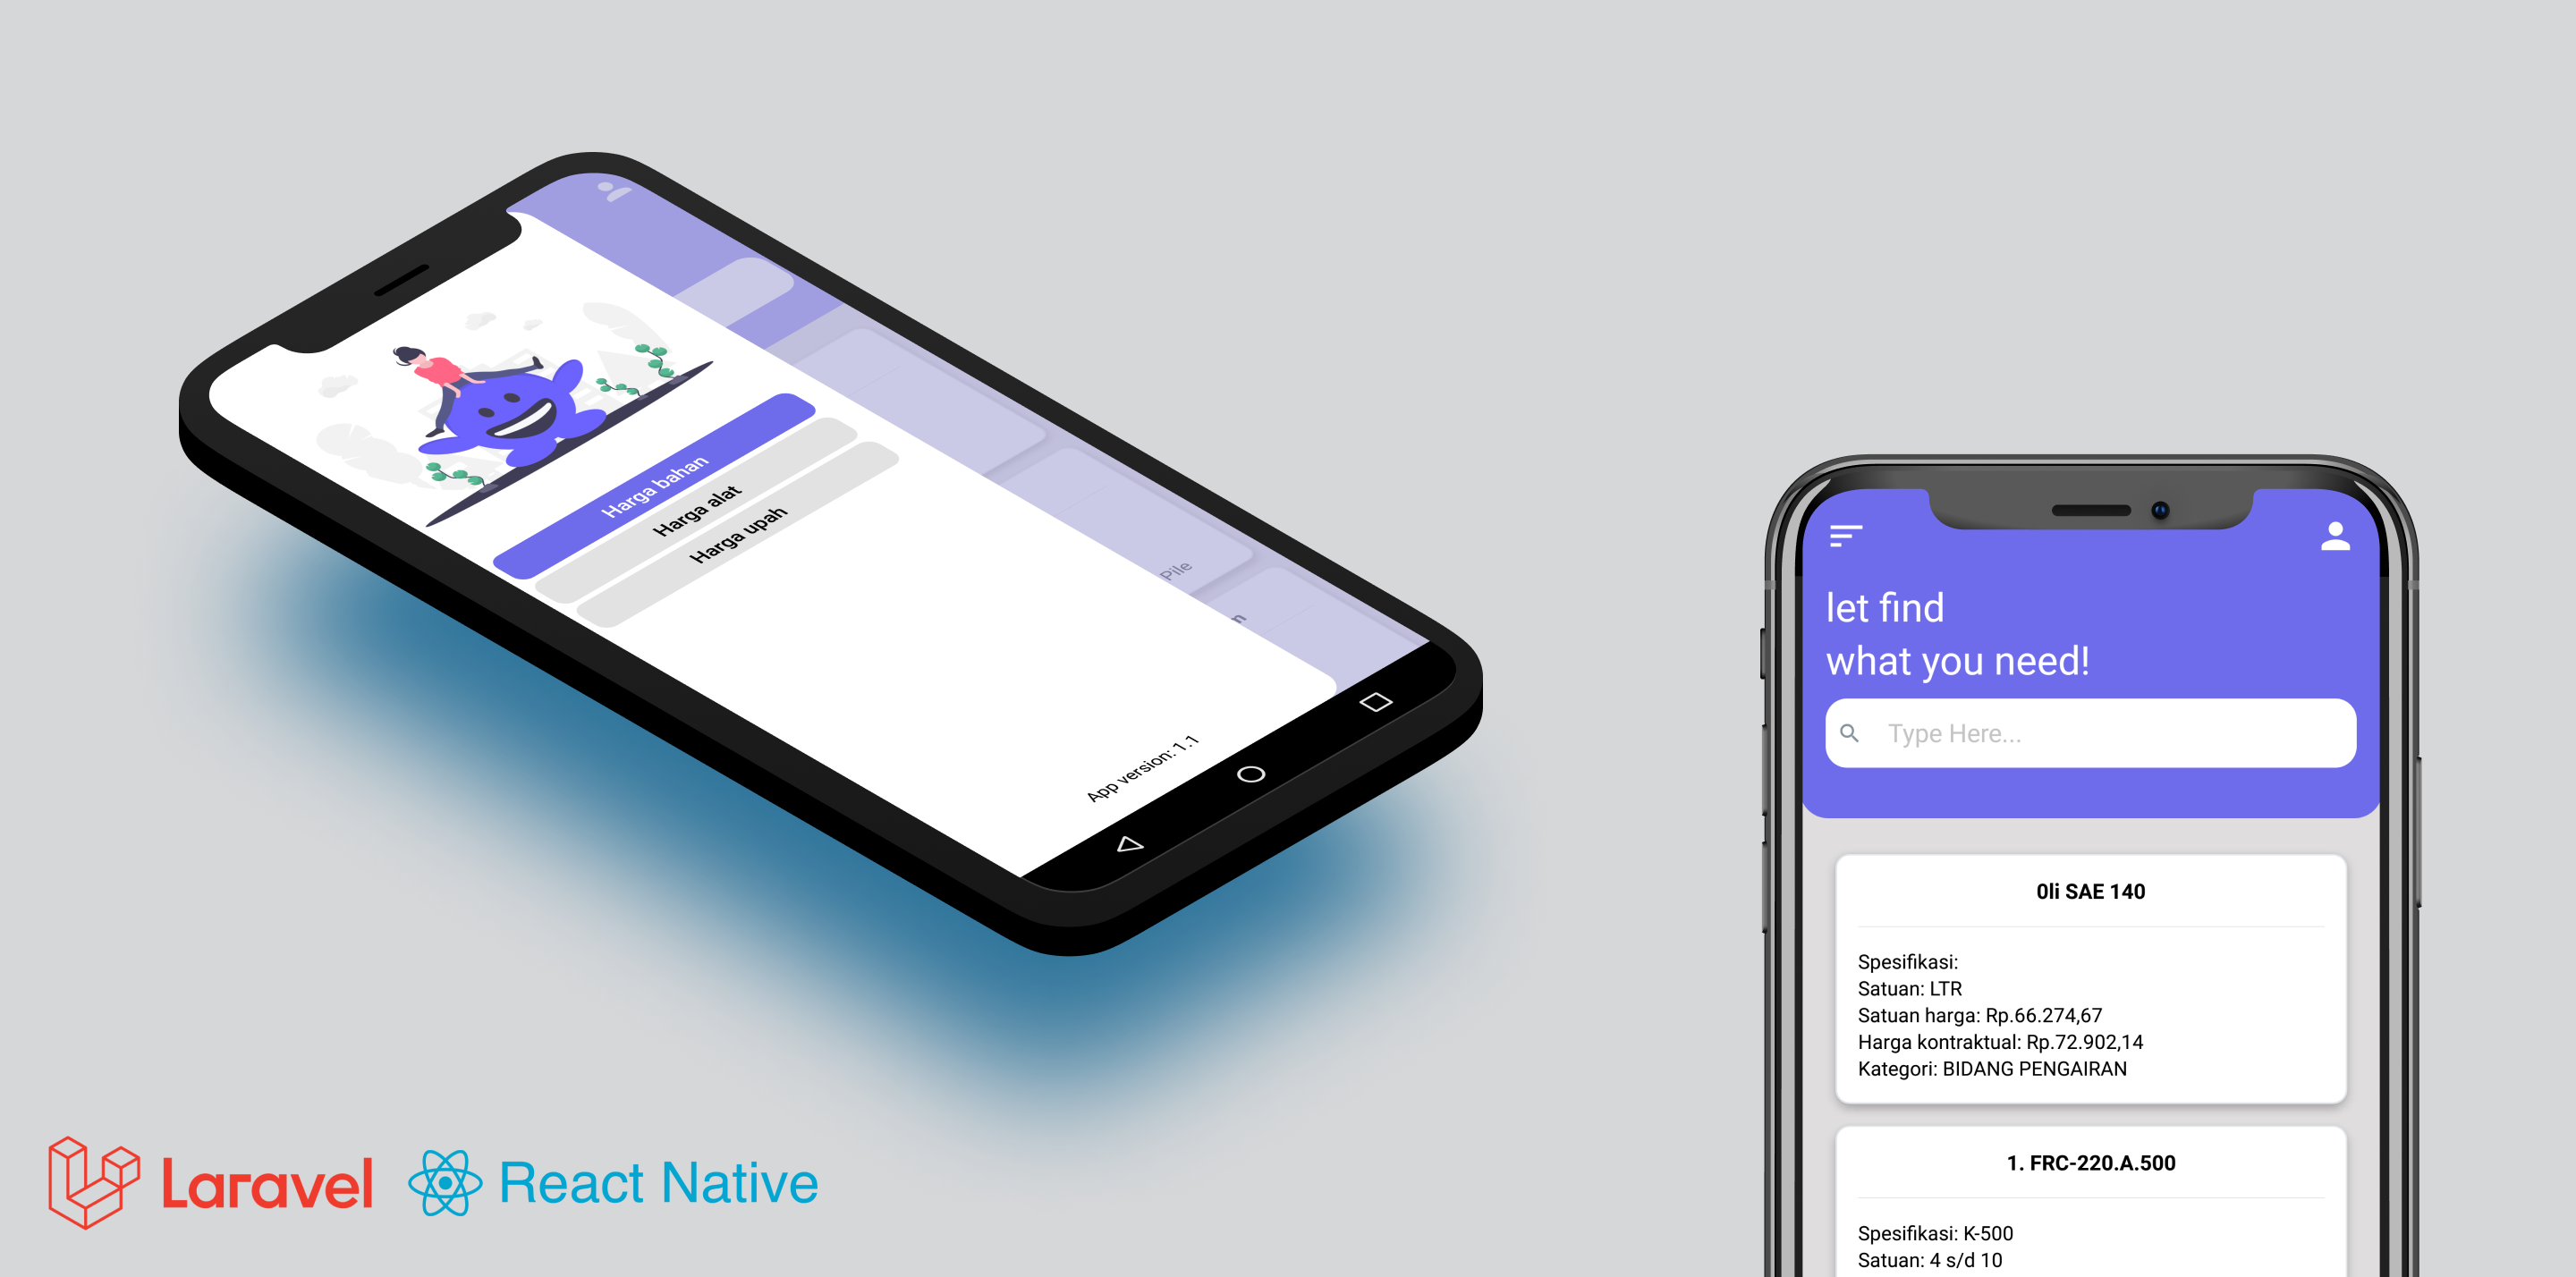 Harga bahan
Harga alat
Harga upah
Pile
n
App version: 1.1
let find
what you need!
Type Here...
0li SAE 140
Spesifikasi:
Satuan: LTR
Satuan harga: Rp.66.274,67
Harga kontraktual: Rp.72.902,14
Kategori: BIDANG PENGAIRAN
1. FRC-220.A.500
Spesifikasi: K-500
Satuan: 4 s/d 10
Laravel
React Native